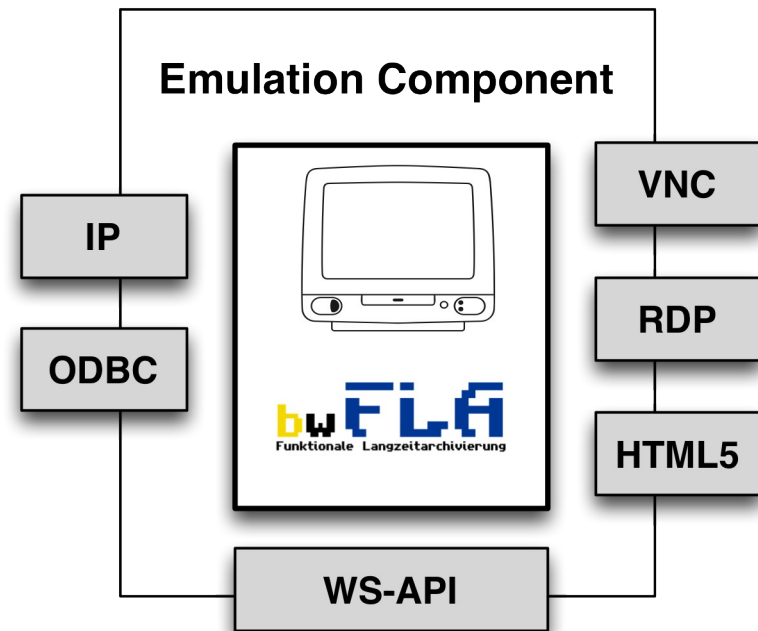 Emulation Component
VNC
IP
RDP
ODBC
bwFLA
Funktionale Langzeitarchivierung
HTML5
WS-API